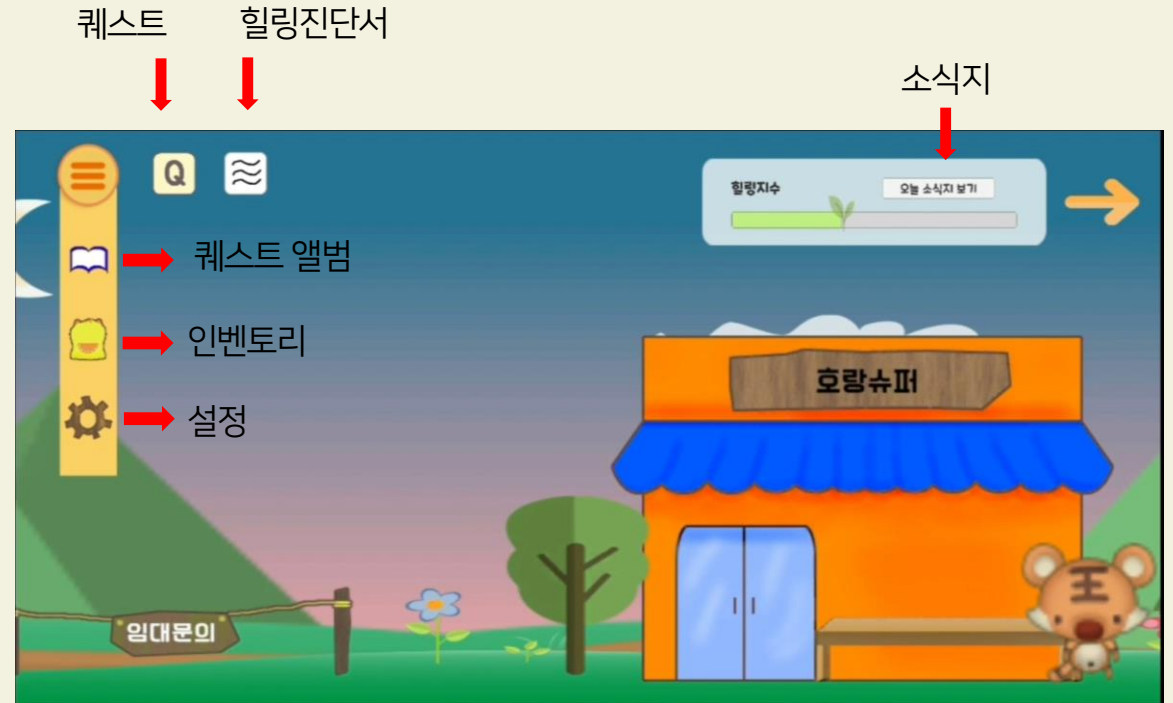 퀘스트
힐링진단서
소식지
Q
힐링지수
오늘 소식지 보기
퀘스트 앨범
인벤토리
호랑슈퍼
설정
임대문의
王